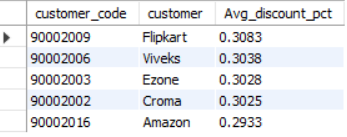 customer_code customer Avg_discount_pct
90002009 Flipkart 0.3083
90002006 Viveks 0.3038
90002003 Ezone 0.3028
90002002 Croma 0.3025
90002016 Amazon 0.2933